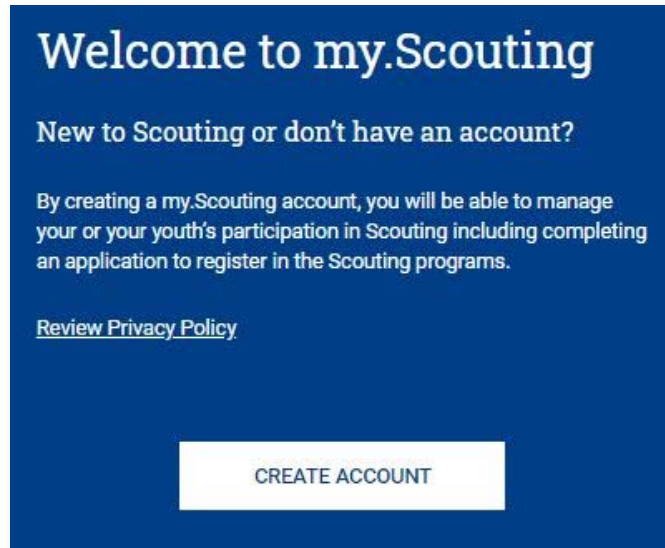 Welcome to my.Scouting
New to Scouting or don't have an account?
By creating a my.Scouting account, you will be able to manage
your or your youth's participation in Scouting including completing
an application to register in the Scouting programs.
Review Privacy Policy
CREATE ACCOUNT